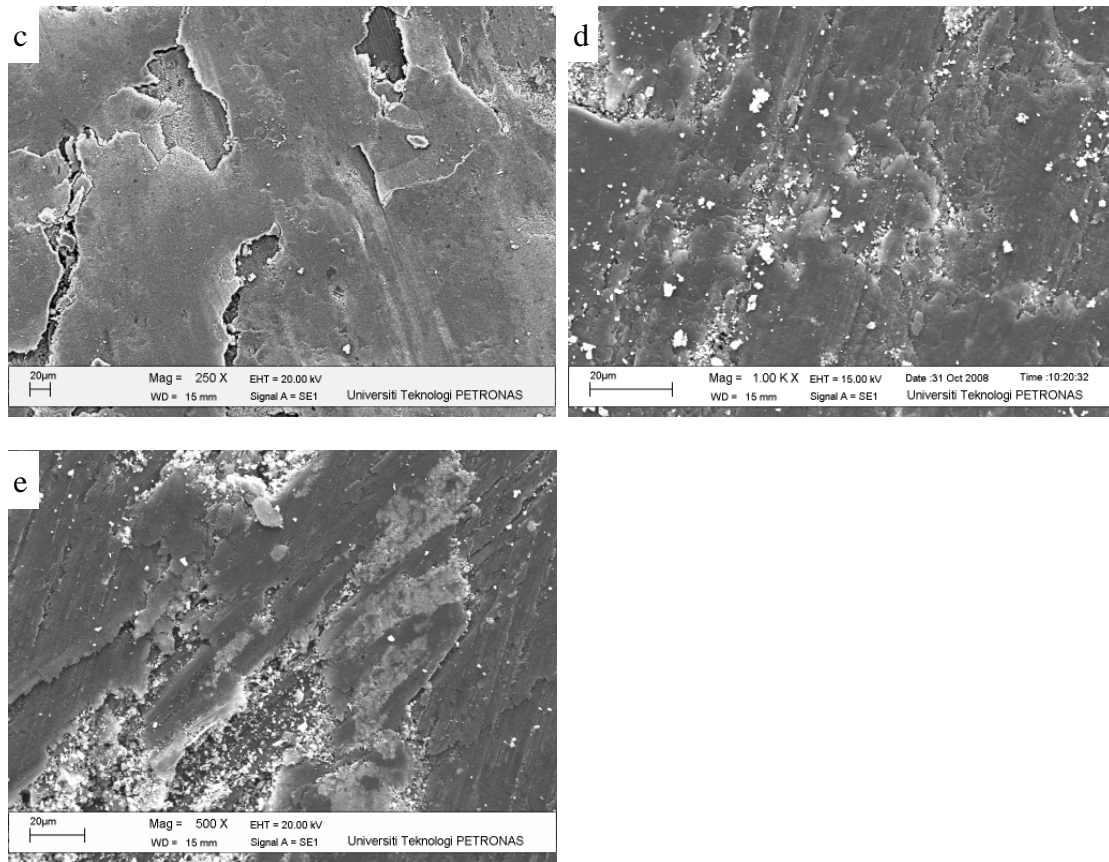 c
20µm Mag = 250 X EHT = 20.00 kV
WD = 15 mm Signal A = SE1 Universiti Teknologi PETRONAS
d
20µm Mag = 1.00 K X EHT = 15.00 kV Date :31 Oct 2008 Time :10:20:32
WD = 15 mm Signal A = SE1 Universiti Teknologi PETRONAS
e
20µm Mag = 500 X EHT = 20.00 kV
WD = 15 mm Signal A = SE1 Universiti Teknologi PETRONAS